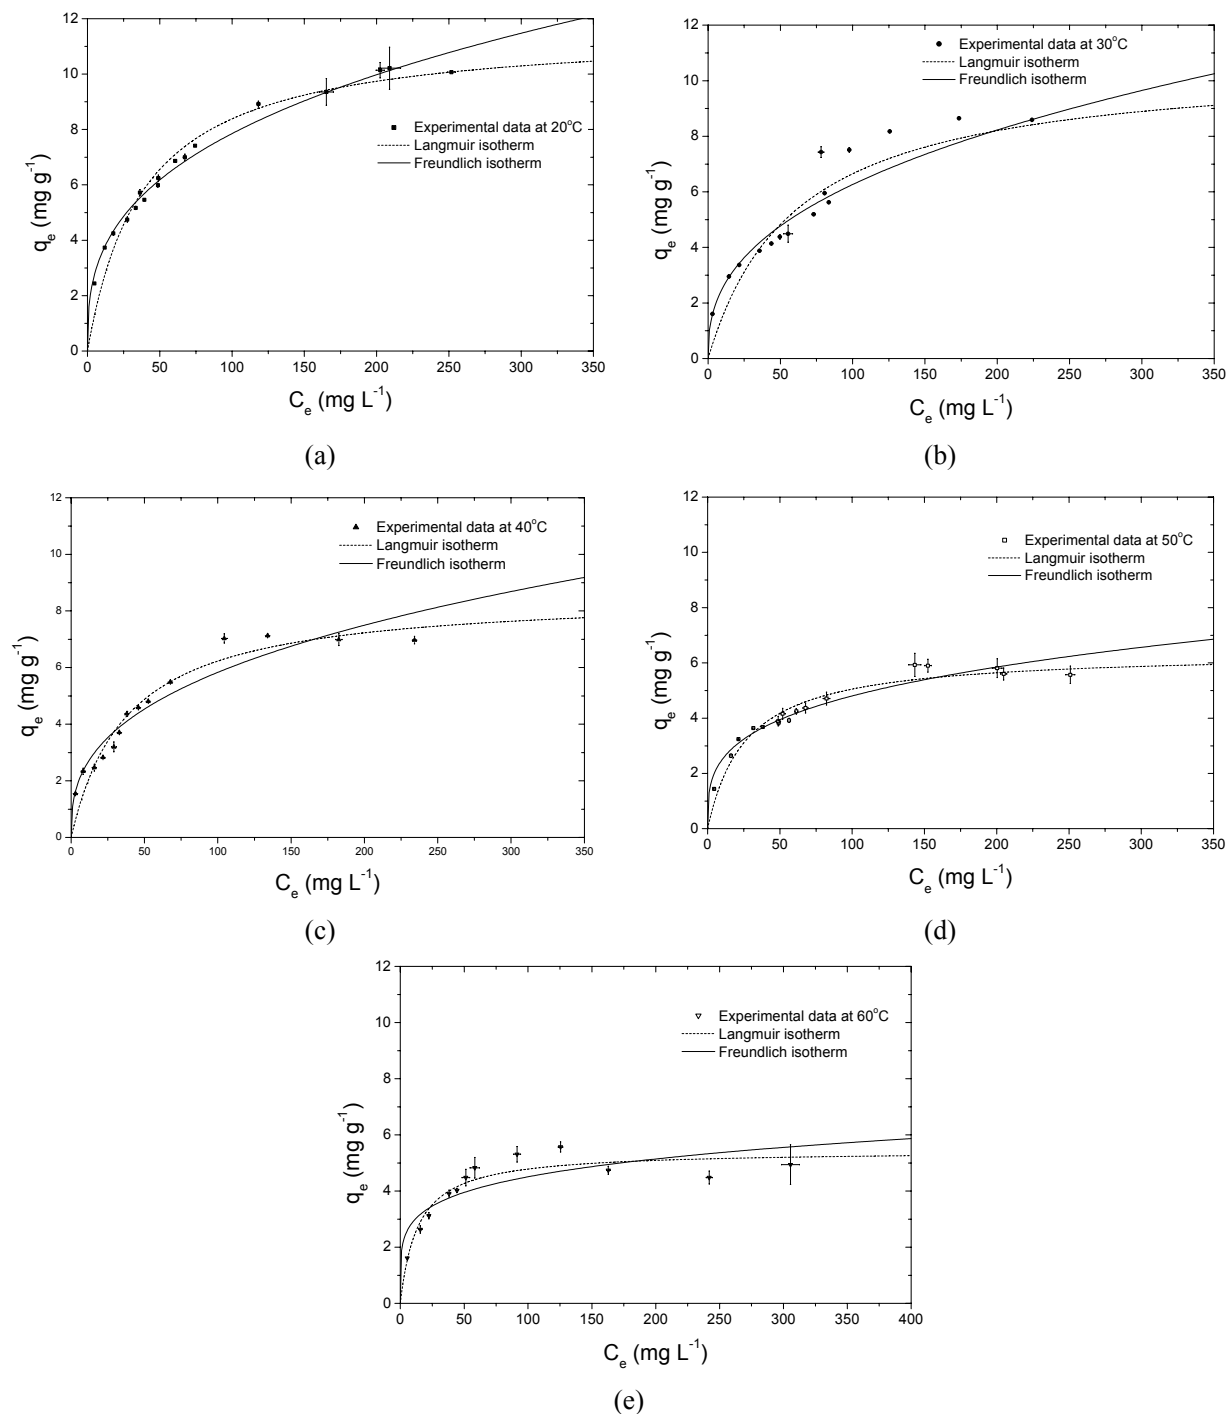 12
10
8
6
4
2
0
q_e (mg g^-1)
Experimental data at 20°C
Langmuir isotherm
Freundlich isotherm
0 50 100 150 200 250 300 350
C_e (mg L^-1)
(a)
12
10
8
6
4
2
0
q_e (mg g^-1)
Experimental data at 30°C
Langmuir isotherm
Freundlich isotherm
0 50 100 150 200 250 300 350
C_e (mg L^-1)
(b)
12
10
8
6
4
2
0
q_e (mg g^-1)
Experimental data at 40°C
Langmuir isotherm
Freundlich isotherm
0 50 100 150 200 250 300 350
C_e (mg L^-1)
(c)
12
10
8
6
4
2
0
q_e (mg g^-1)
Experimental data at 50°C
Langmuir isotherm
Freundlich isotherm
0 50 100 150 200 250 300 350
C_e (mg L^-1)
(d)
12
10
8
6
4
2
0
q_e (mg g^-1)
Experimental data at 60°C
Langmuir isotherm
Freundlich isotherm
0 50 100 150 200 250 300 350 400
C_e (mg L^-1)
(e)